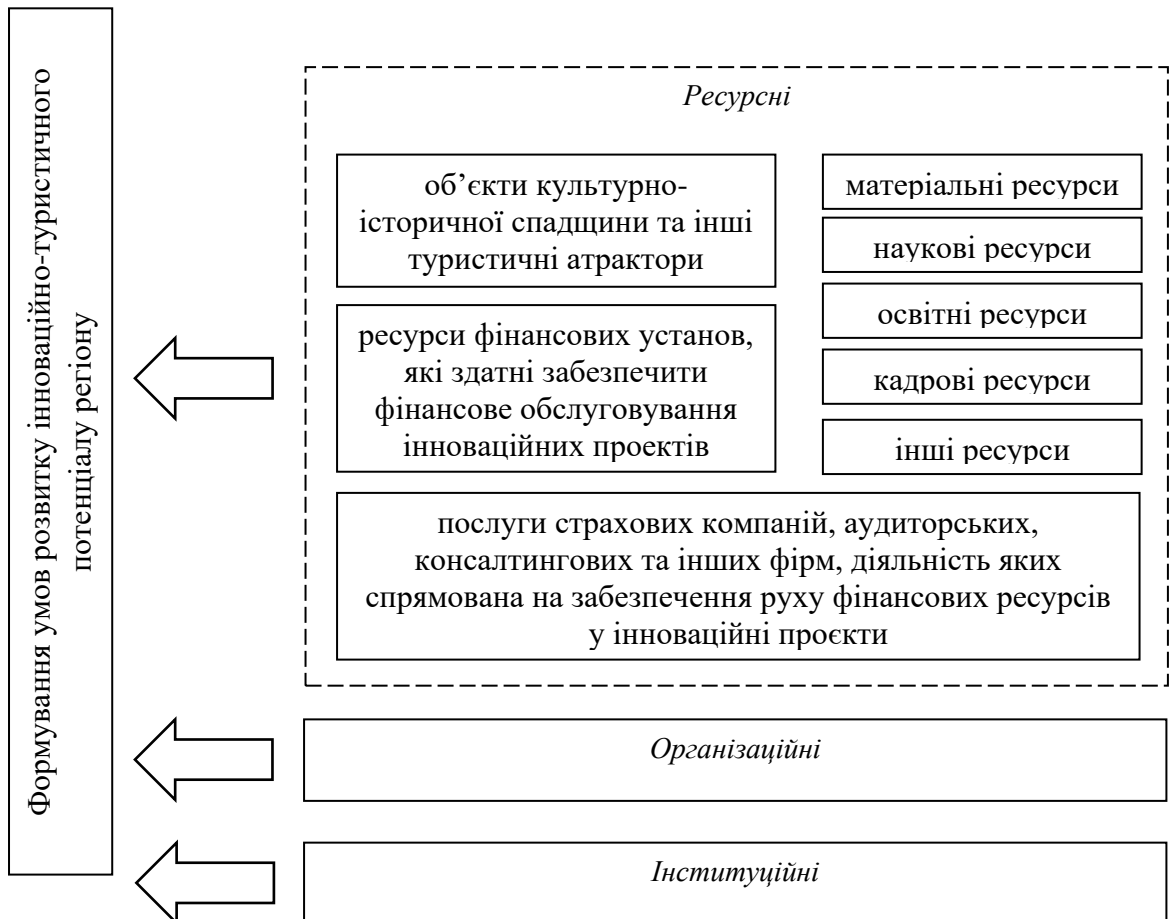 Формування умов розвитку інноваційно-туристичного
потенціалу регіону
Ресурсні
об’єкти культурно-
історичної спадщини та інші
туристичні атрактори
ресурси фінансових установ,
які здатні забезпечити
фінансове обслуговування
інноваційних проектів
матеріальні ресурси
наукові ресурси
освітні ресурси
кадрові ресурси
інші ресурси
послуги страхових компаній, аудиторських,
консалтингових та інших фірм, діяльність яких
спрямована на забезпечення руху фінансових ресурсів
у інноваційні проєкти
Організаційні
Інституційні